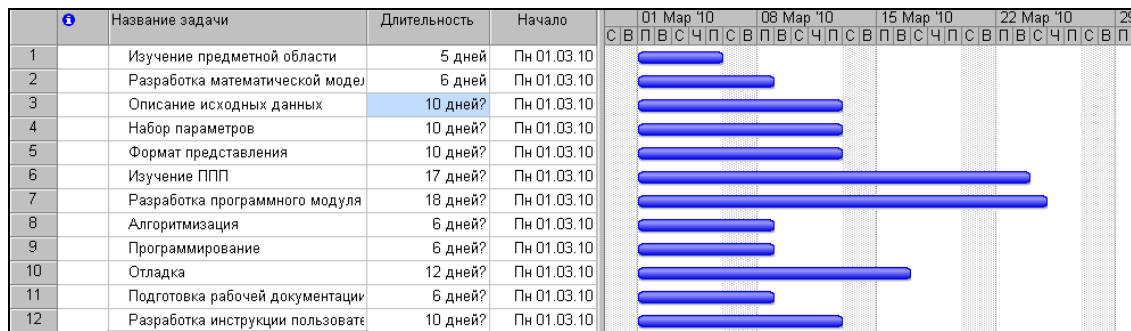 Название задачи Длительность Начало 01 Мар '10 08 Мар '10 15 Мар '10 22 Мар '10 29
С В П В С Ч П С В П В С Ч П С В П В С Ч П С В П В С Ч П С В П
1 Изучение предметной области 5 дней Пн 01.03.10
2 Разработка математической модел 6 дней Пн 01.03.10
3 Описание исходных данных 10 дней? Пн 01.03.10
4 Набор параметров 10 дней? Пн 01.03.10
5 Формат представления 10 дней? Пн 01.03.10
6 Изучение ППП 17 дней? Пн 01.03.10
7 Разработка программного модуля 18 дней? Пн 01.03.10
8 Алгоритмизация 6 дней? Пн 01.03.10
9 Программирование 6 дней? Пн 01.03.10
10 Отладка 12 дней? Пн 01.03.10
11 Подготовка рабочей документации 6 дней? Пн 01.03.10
12 Разработка инструкции пользовате 10 дней? Пн 01.03.10